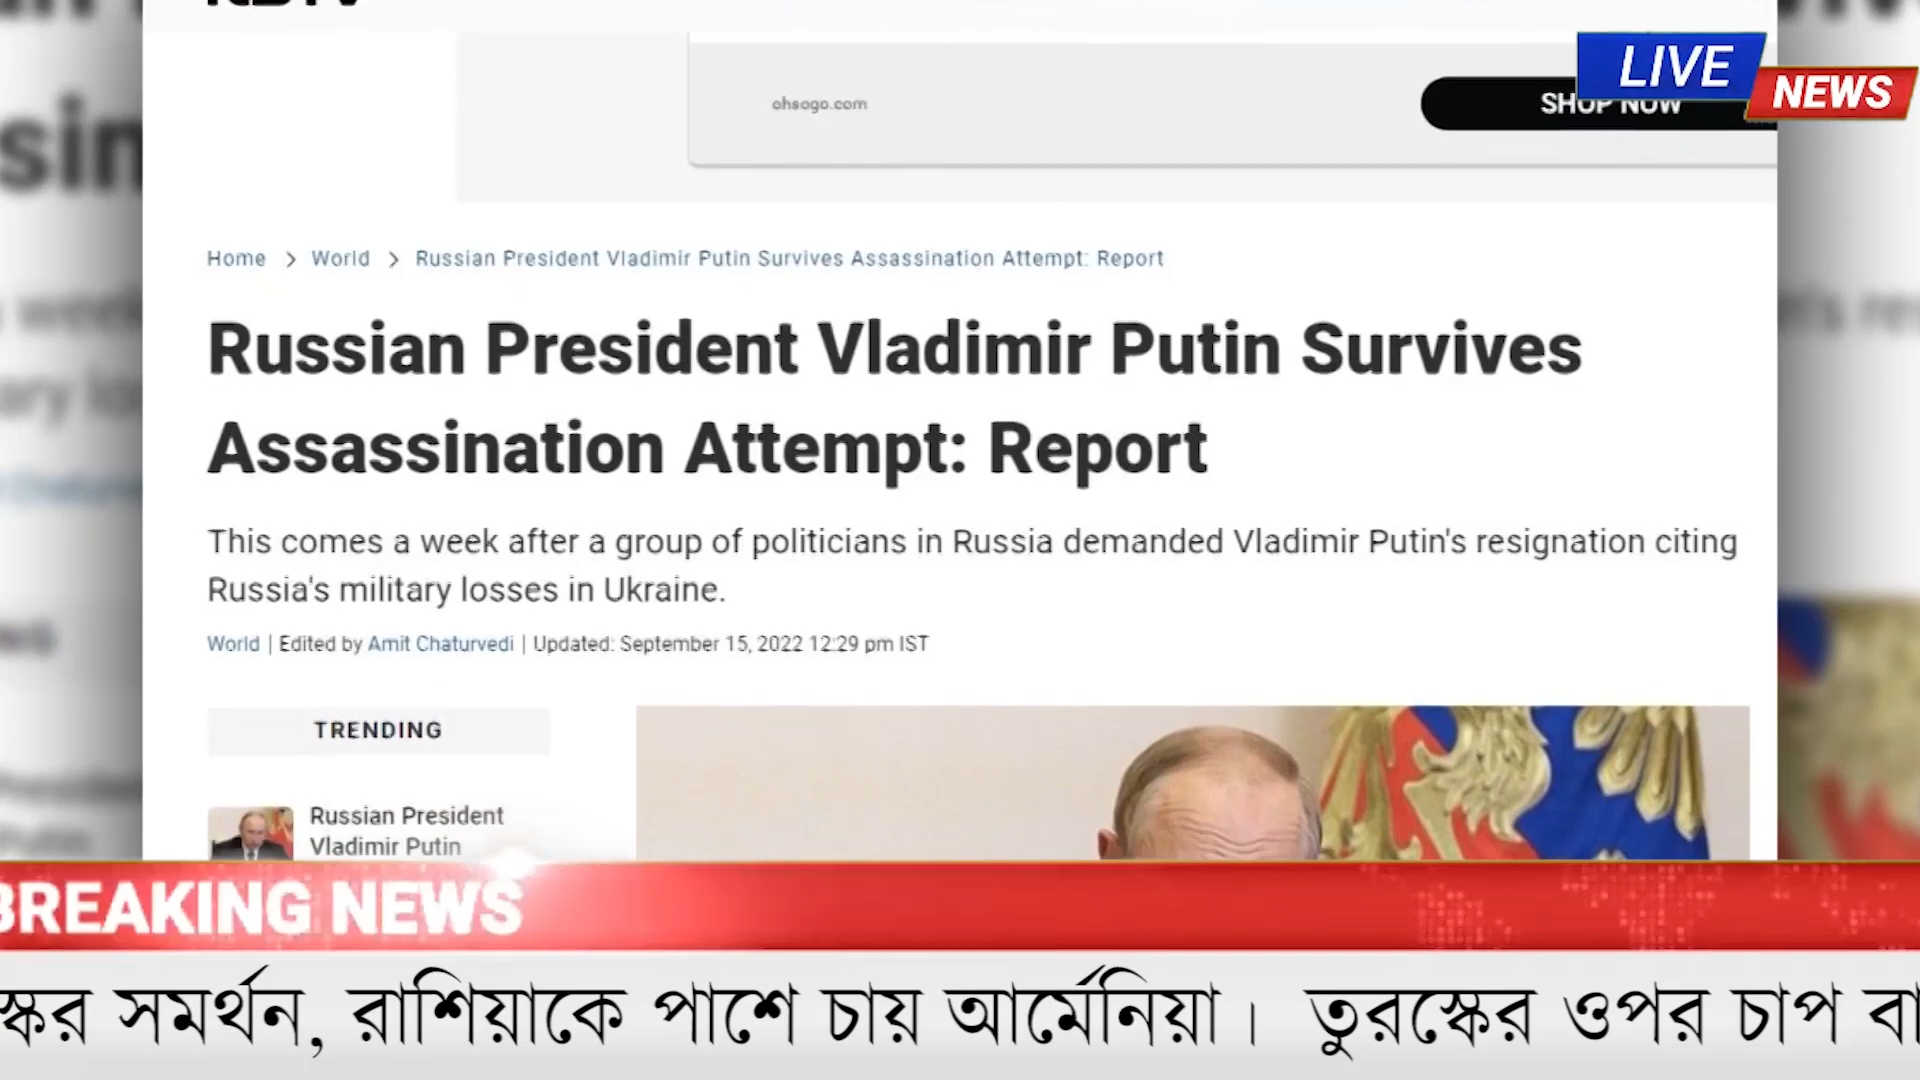 LIVE
NEWS
ohsogo.com
SHOP NOW
Home > World > Russian President Vladimir Putin Survives Assassination Attempt: Report
Russian President Vladimir Putin Survives
Assassination Attempt: Report
This comes a week after a group of politicians in Russia demanded Vladimir Putin's resignation citing
Russia's military losses in Ukraine.
World | Edited by Amit Chaturvedi | Updated: September 15, 2022 12:29 pm IST
TRENDING
Russian President
Vladimir Putin
BREAKING NEWS
স্কের সমর্থন, রাশিয়াকে পাশে চায় আর্মেনিয়া। তুরস্কের ওপর চাপ বা